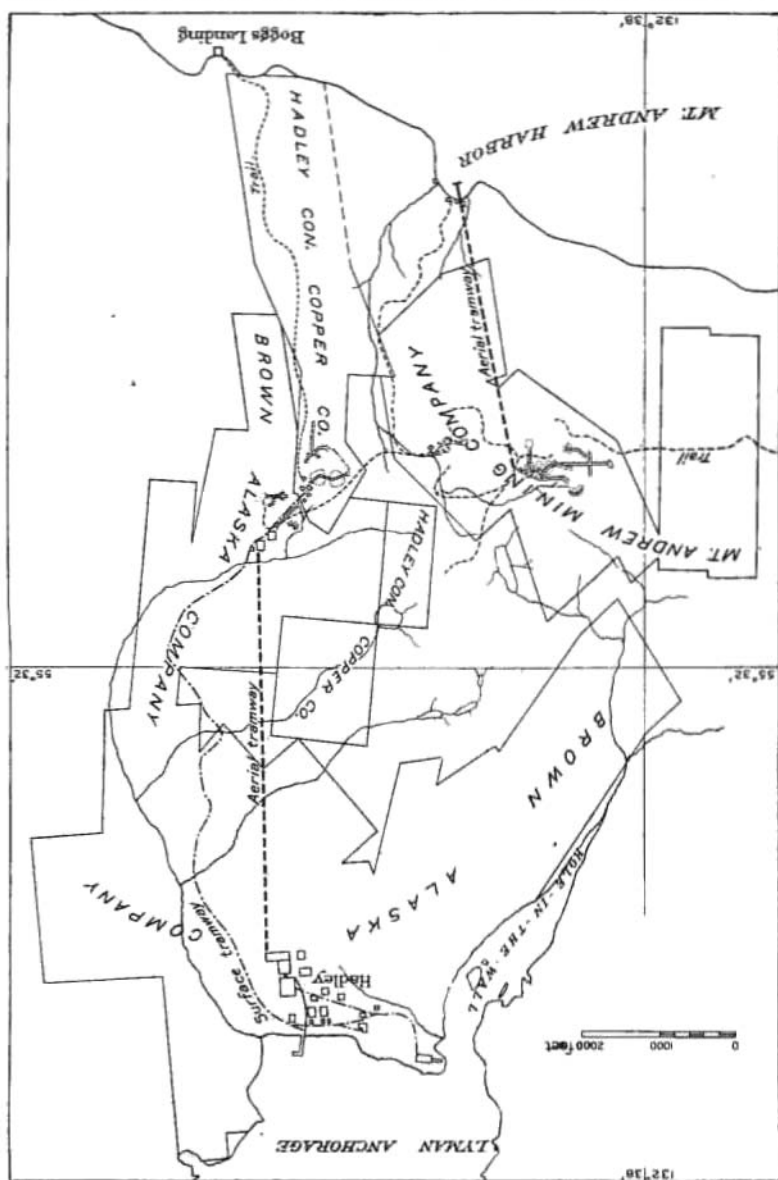 132°38'
LYMAN ANCHORAGE
0 1000 2000 feet
HOLE-IN-THE-WALL
Hadley
Surface tramway
COMPANY
ALASKA
BROWN
Aerial tramway
55°32'
55°32'
COPPER CO.
HADLEY CON.
COMPANY
ALASKA
BROWN
MT. ANDREW
MINING
COMPANY
Trail
Aerial tramway
HADLEY CON. COPPER CO.
Trail
MT. ANDREW HARBOR
Boggs Landing
132°38'